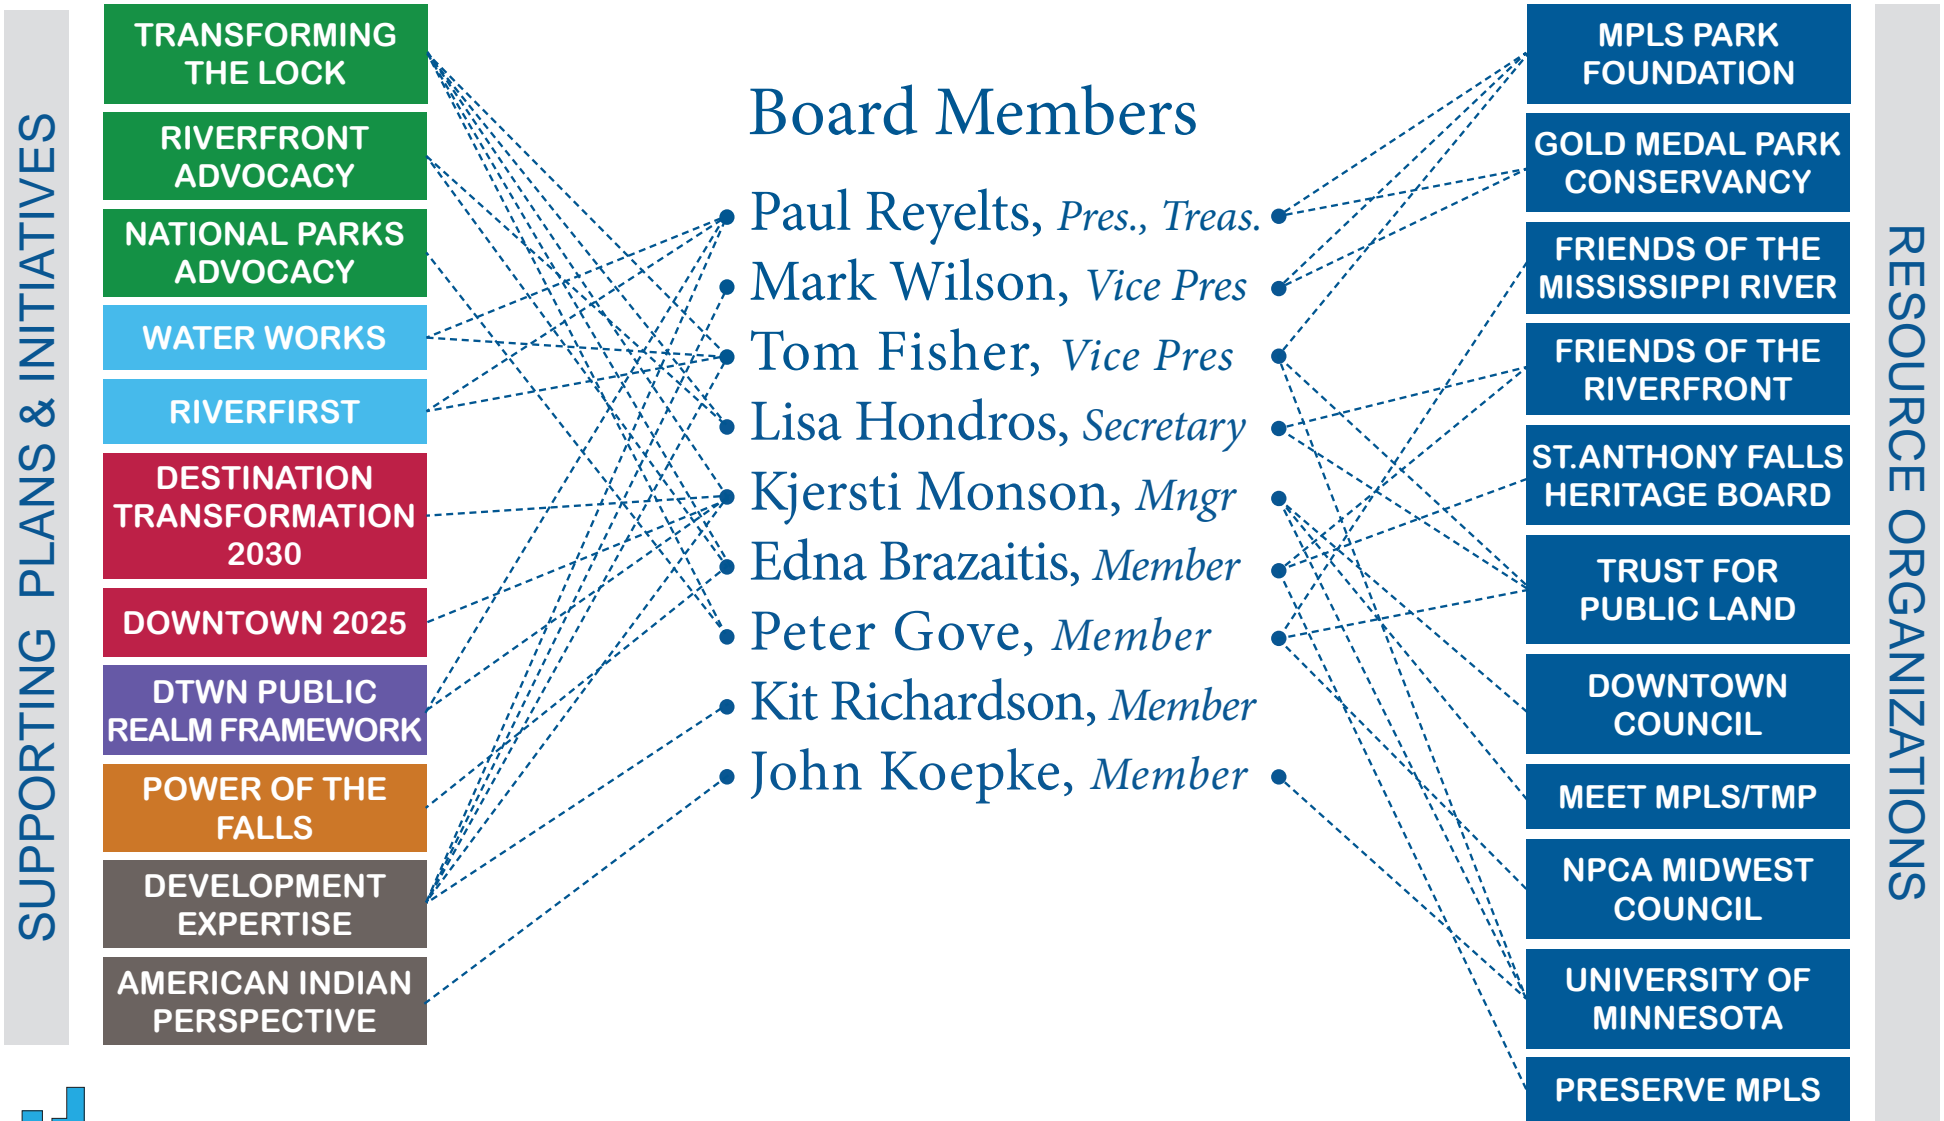 SUPPORTING PLANS & INITIATIVES
TRANSFORMING
THE LOCK
RIVERFRONT
ADVOCACY
NATIONAL PARKS
ADVOCACY
WATER WORKS
RIVERFIRST
DESTINATION
TRANSFORMATION
2030
DOWNTOWN 2025
DTWN PUBLIC
REALM FRAMEWORK
POWER OF THE
FALLS
DEVELOPMENT
EXPERTISE
AMERICAN INDIAN
PERSPECTIVE
Board Members
Paul Reyelts, Pres., Treas.
Mark Wilson, Vice Pres
Tom Fisher, Vice Pres
Lisa Hondros, Secretary
Kjersti Monson, Mngr
Edna Brazaitis, Member
Peter Gove, Member
Kit Richardson, Member
John Koepke, Member
MPLS PARK
FOUNDATION
GOLD MEDAL PARK
CONSERVANCY
FRIENDS OF THE
MISSISSIPPI RIVER
FRIENDS OF THE
RIVERFRONT
ST.ANTHONY FALLS
HERITAGE BOARD
TRUST FOR
PUBLIC LAND
DOWNTOWN
COUNCIL
MEET MPLS/TMP
NPCA MIDWEST
COUNCIL
UNIVERSITY OF
MINNESOTA
PRESERVE MPLS
RESOURCE ORGANIZATIONS